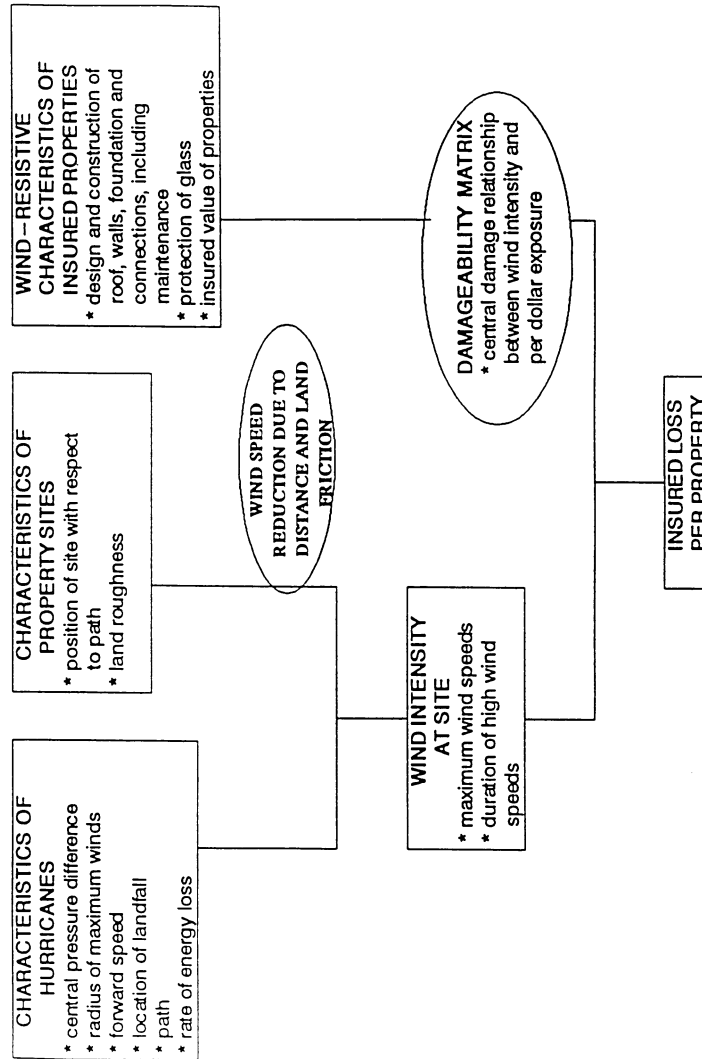 CHARACTERISTICS OF
HURRICANES
* central pressure difference
* radius of maximum winds
* forward speed
* location of landfall
* path
* rate of energy loss
CHARACTERISTICS OF
PROPERTY SITES
* position of site with respect
to path
* land roughness
WIND-RESISTIVE
CHARACTERISTICS OF
INSURED PROPERTIES
* design and construction of
roof, walls, foundation and
connections, including
maintenance
* protection of glass
* insured value of properties
WIND SPEED
REDUCTION DUE TO
DISTANCE AND LAND
FRICTION
WIND INTENSITY
AT SITE
* maximum wind speeds
* duration of high wind
speeds
DAMAGEABILITY MATRIX
* central damage relationship
between wind intensity and
per dollar exposure
INSURED LOSS
PER PROPERTY